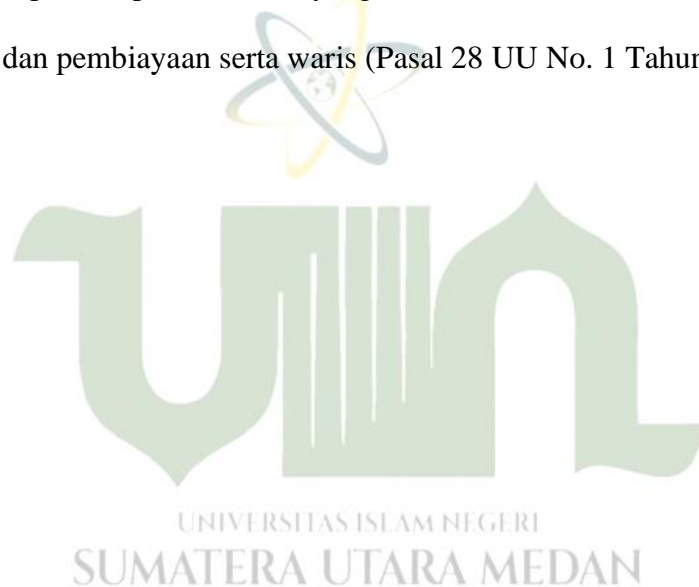 dan pembiayaan serta waris (Pasal 28 UU No. 1 Tahun
UNIVERSITAS ISLAM NEGERI
SUMATERA UTARA MEDAN